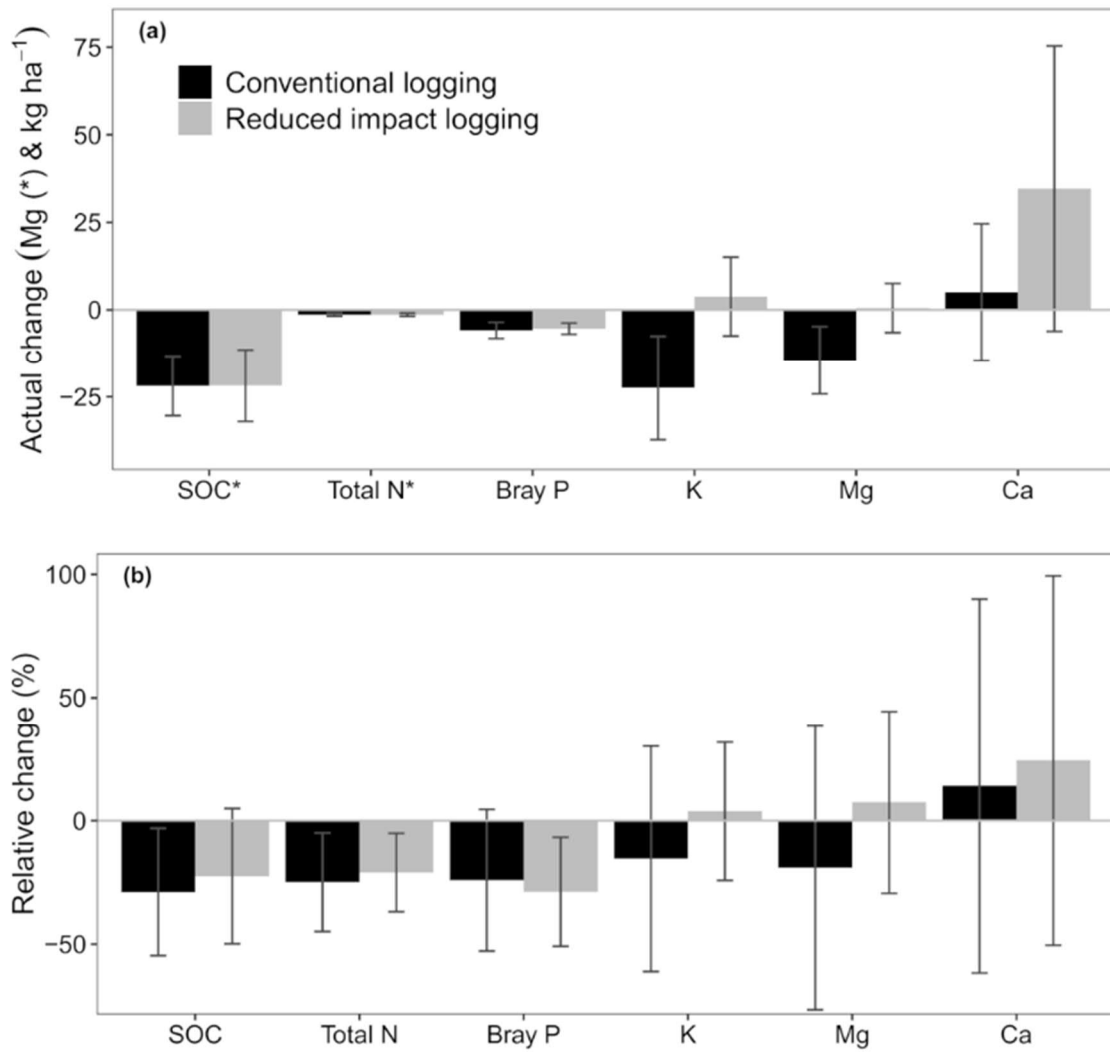 (a)
Actual change (Mg (*) & kg ha⁻¹)
75
50
25
0
−25
Conventional logging
Reduced impact logging
SOC* Total N* Bray P K Mg Ca
(b)
Relative change (%)
100
50
0
−50
SOC Total N Bray P K Mg Ca